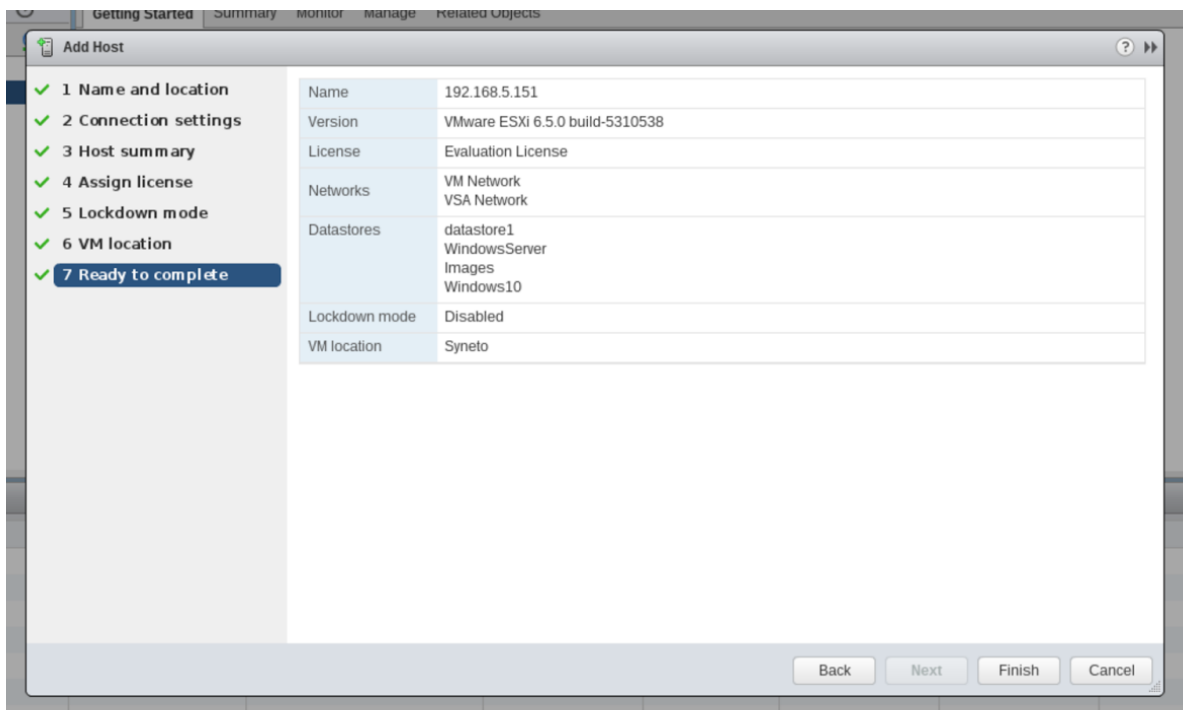 Getting Started Summary Monitor Manage Related Objects
Add Host
?
1 Name and location
2 Connection settings
3 Host summary
4 Assign license
5 Lockdown mode
6 VM location
7 Ready to complete
Name 192.168.5.151
Version VMware ESXi 6.5.0 build-5310538
License Evaluation License
Networks VM Network
VSA Network
Datastores datastore1
WindowsServer
Images
Windows10
Lockdown mode Disabled
VM location Syneto
Back Next Finish Cancel